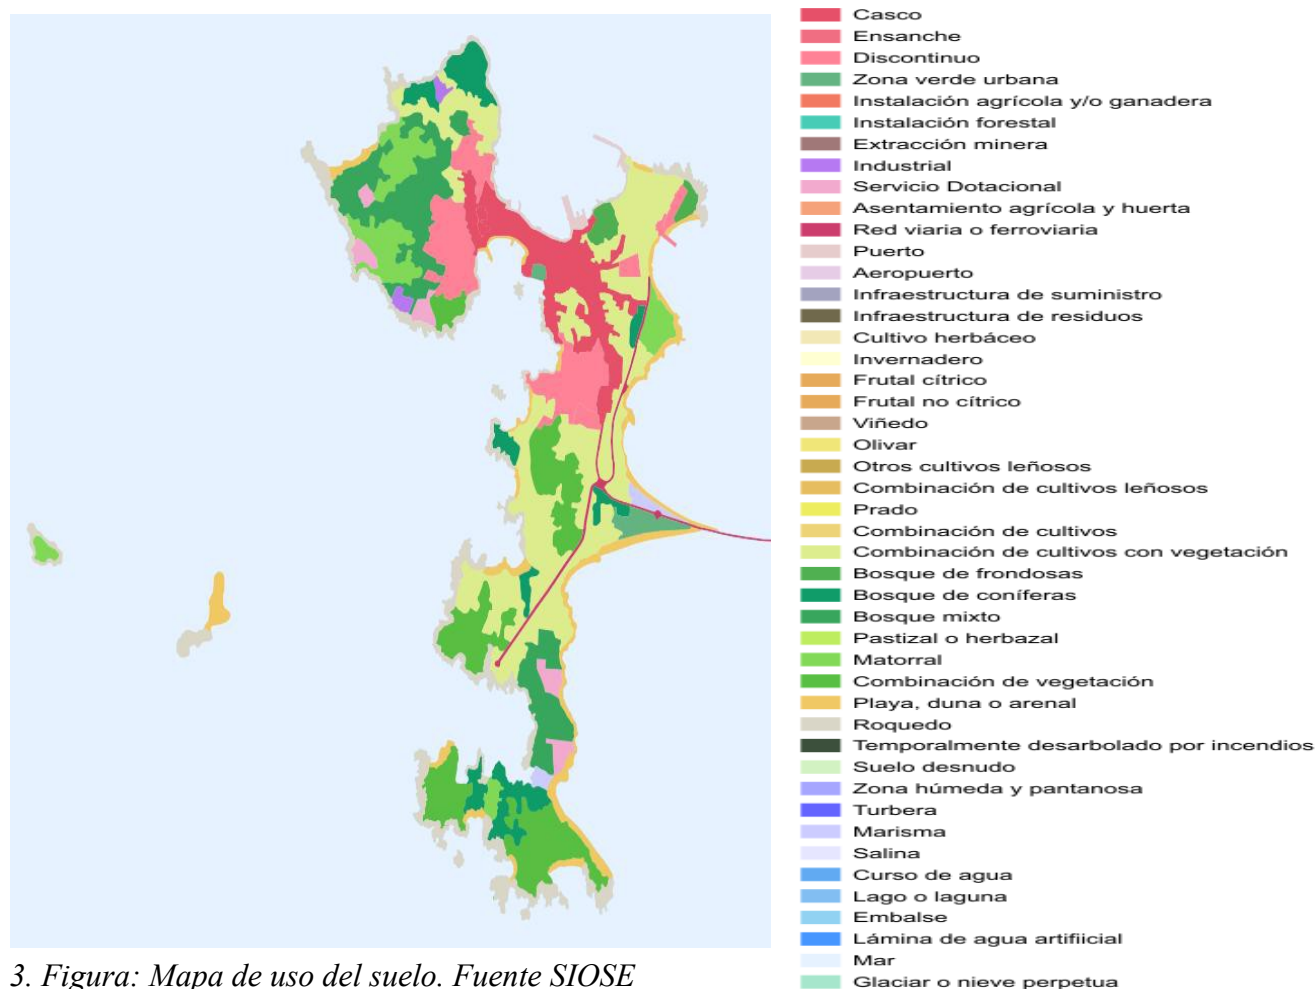 Casco
Ensanche
Discontinuo
Zona verde urbana
Instalación agrícola y/o ganadera
Instalación forestal
Extracción minera
Industrial
Servicio Dotacional
Asentamiento agrícola y huerta
Red viaria o ferroviaria
Puerto
Aeropuerto
Infraestructura de suministro
Infraestructura de residuos
Cultivo herbáceo
Invernadero
Frutal cítrico
Frutal no cítrico
Viñedo
Olivar
Otros cultivos leñosos
Combinación de cultivos leñosos
Prado
Combinación de cultivos
Combinación de cultivos con vegetación
Bosque de frondosas
Bosque de coníferas
Bosque mixto
Pastizal o herbazal
Matorral
Combinación de vegetación
Playa, duna o arenal
Roquedo
Temporalmente desarbolado por incendios
Suelo desnudo
Zona húmeda y pantanosa
Turbera
Marisma
Salina
Curso de agua
Lago o laguna
Embalse
Lámina de agua artifiicial
Mar
Glaciar o nieve perpetua
3. Figura: Mapa de uso del suelo. Fuente SIOSE